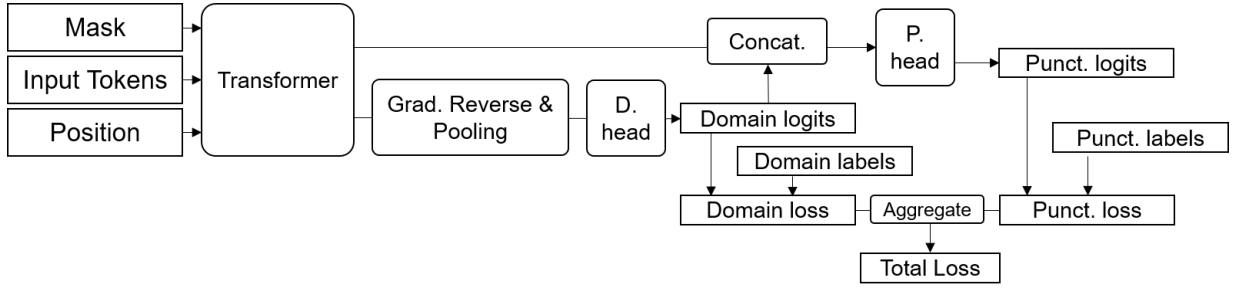 Mask
Input Tokens
Position
Transformer
Grad. Reverse &
Pooling
D.
head
Concat.
P.
head
Domain logits
Punct. logits
Domain labels
Punct. labels
Domain loss
Aggregate
Punct. loss
Total Loss